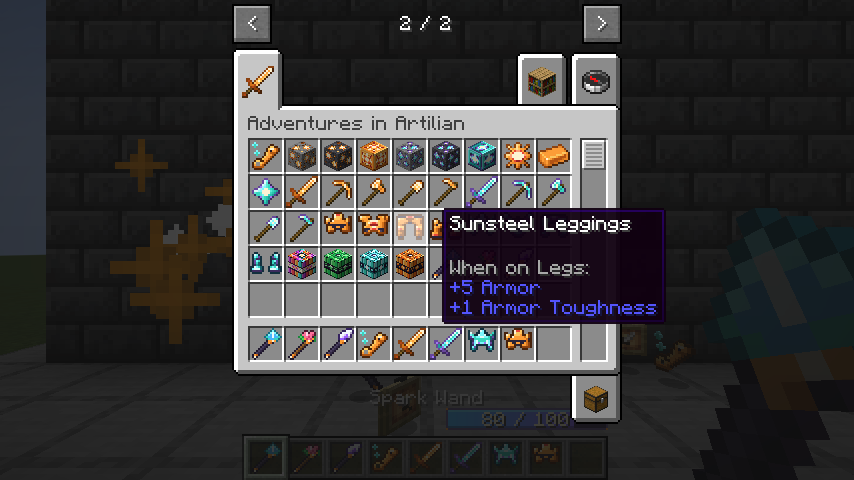 2 / 2
Adventures in Artilian
Sunsteel Leggings
When on Legs:
+5 Armor
+1 Armor Toughness
Spark Wand
80 / 100